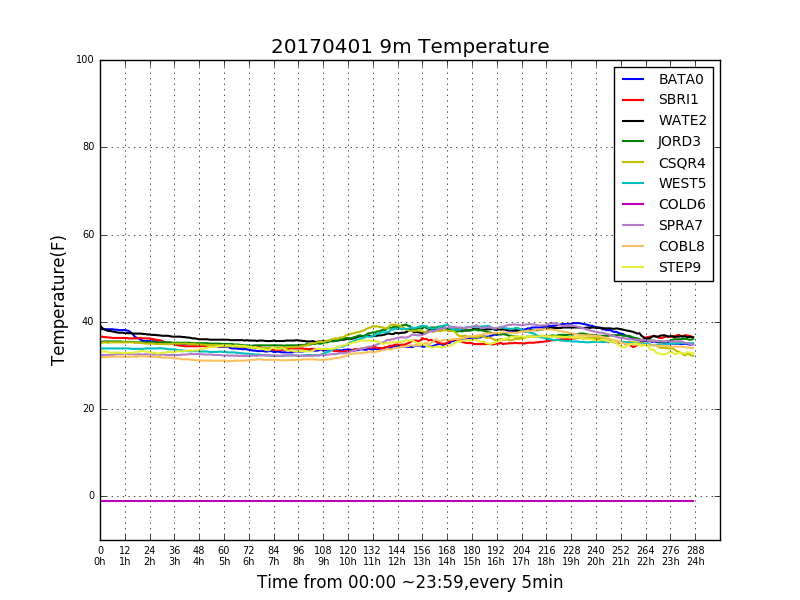 20170401 9m Temperature
100
80
60
40
20
0
Temperature(F)
BATA0
SBRI1
WATE2
JORD3
CSQR4
WEST5
COLD6
SPRA7
COBL8
STEP9
0 12 24 36 48 60 72 84 96 108 120 132 144 156 168 180 192 204 216 228 240 252 264 276 288
0h 1h 2h 3h 4h 5h 6h 7h 8h 9h 10h 11h 12h 13h 14h 15h 16h 17h 18h 19h 20h 21h 22h 23h 24h
Time from 00:00 ~23:59,every 5min